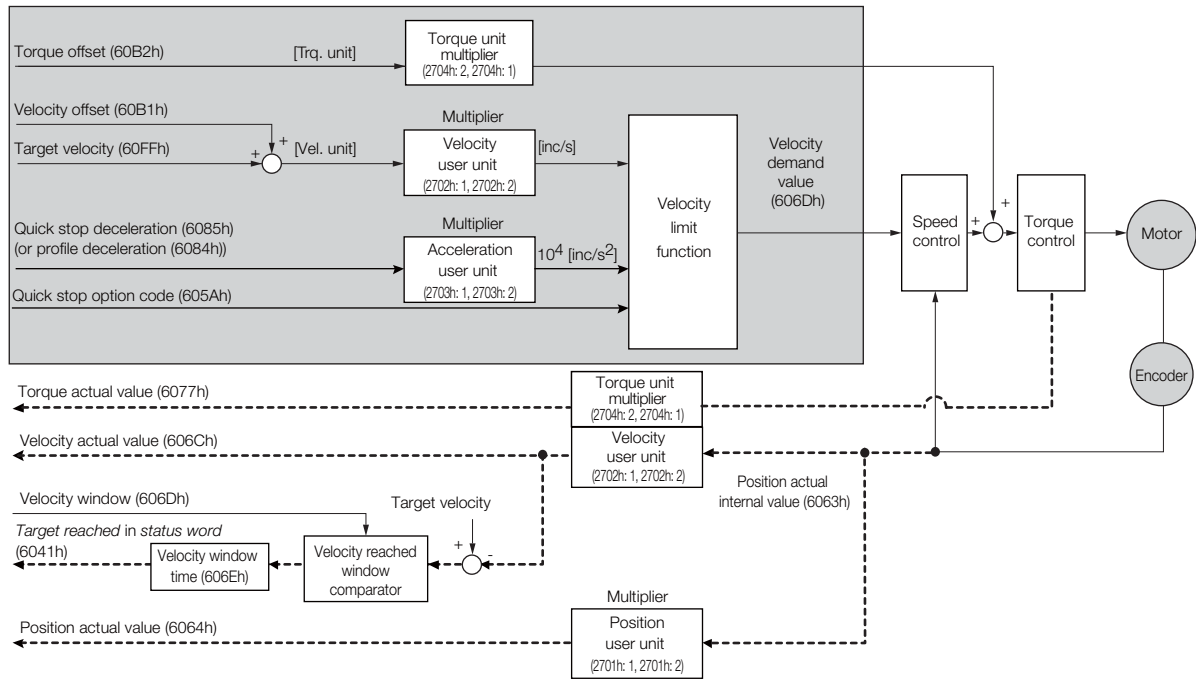 Torque offset (60B2h)
[Trq. unit]
Torque unit
multiplier
(2704h: 2, 2704h: 1)
Velocity offset (60B1h)
+
Target velocity (60FFh)
+
[Vel. unit]
Multiplier
Velocity
user unit
(2702h: 1, 2702h: 2)
[inc/s]
Quick stop deceleration (6085h)
(or profile deceleration (6084h))
Multiplier
Acceleration
user unit
(2703h: 1, 2703h: 2)
10⁴ [inc/s²]
Quick stop option code (605Ah)
Velocity
limit
function
Velocity
demand
value
(606Dh)
Speed
control
+
+
Torque
control
Motor
Encoder
Torque actual value (6077h)
Torque unit
multiplier
(2704h: 2, 2704h: 1)
Velocity actual value (606Ch)
Velocity
user unit
(2702h: 1, 2702h: 2)
Position actual
internal value (6063h)
Velocity window (606Dh)
Target velocity
+
-
Target reached in status word
(6041h)
Velocity window
time (606Eh)
Velocity reached
window
comparator
Position actual value (6064h)
Multiplier
Position
user unit
(2701h: 1, 2701h: 2)